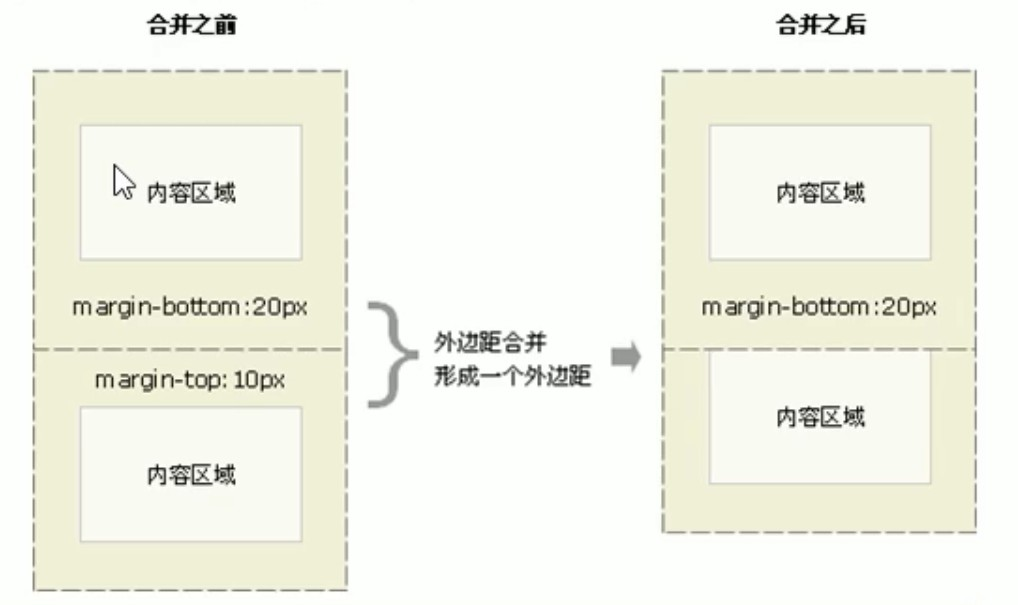 合并之前
合并之后
内容区域
内容区域
margin-bottom:20px
margin-bottom:20px
外边距合并
形成一个外边距
margin-top: 10px
内容区域
内容区域